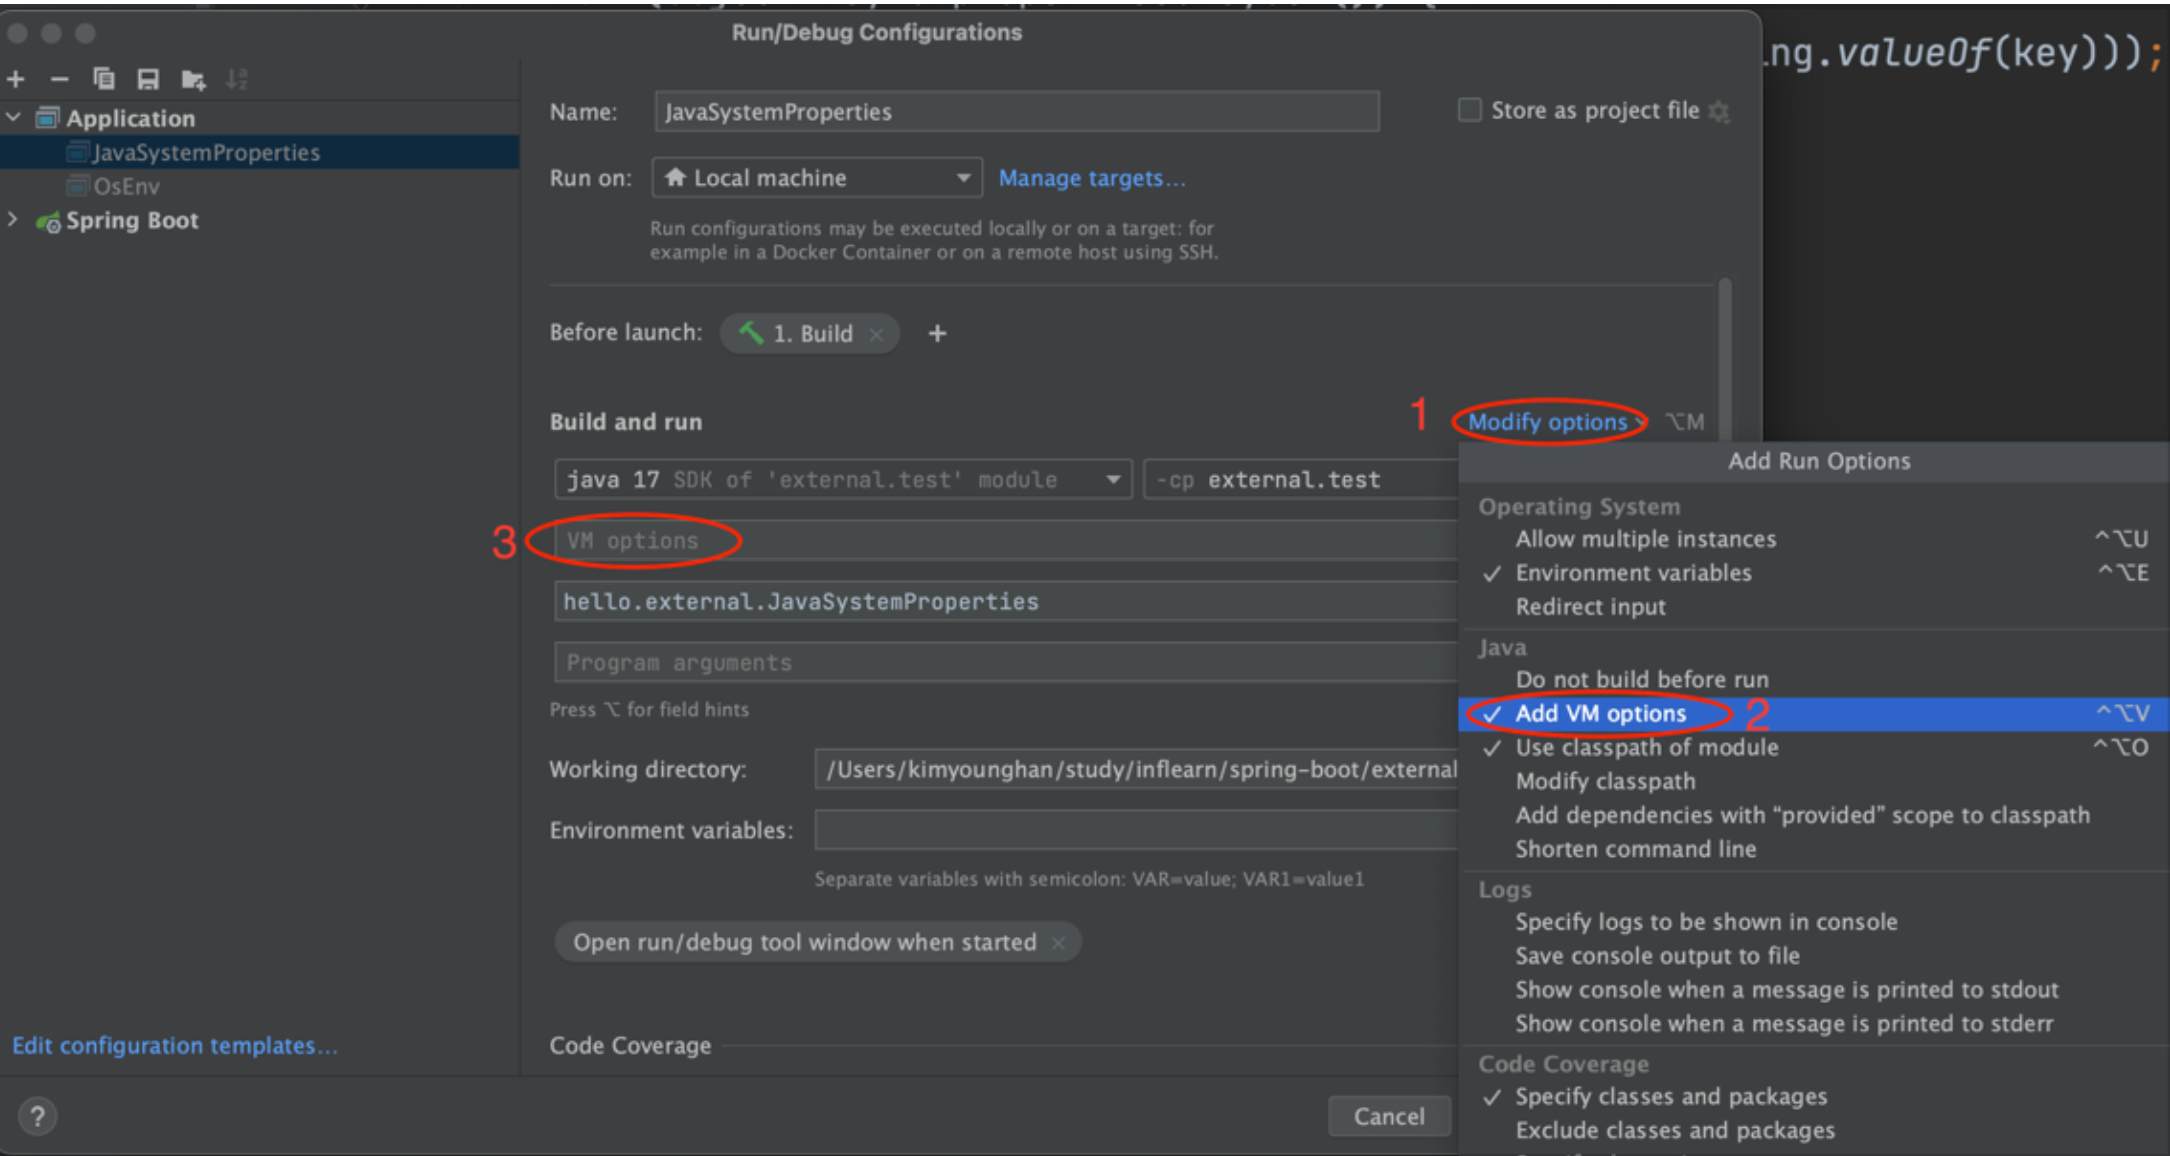 Run/Debug Configurations
ng.valueOf(key)));
Application
JavaSystemProperties
OsEnv
Spring Boot
Edit configuration templates...
?
Name: JavaSystemProperties Store as project file
Run on: Local machine Manage targets...
Run configurations may be executed locally or on a target: for
example in a Docker Container or on a remote host using SSH.
Before launch: 1. Build × +
Build and run 1 Modify options ⌥M
java 17 SDK of 'external.test' module -cp external.test
3 VM options
hello.external.JavaSystemProperties
Program arguments
Press ⌥ for field hints
Working directory: /Users/kimyounghan/study/inflearn/spring-boot/external
Environment variables:
Separate variables with semicolon: VAR=value; VAR1=value1
Open run/debug tool window when started ×
Code Coverage
Cancel
Add Run Options
Operating System
Allow multiple instances ^⌥U
✓ Environment variables ^⌥E
Redirect input
Java
Do not build before run
✓ Add VM options 2 ^⌥V
✓ Use classpath of module ^⌥O
Modify classpath
Add dependencies with “provided” scope to classpath
Shorten command line
Logs
Specify logs to be shown in console
Save console output to file
Show console when a message is printed to stdout
Show console when a message is printed to stderr
Code Coverage
✓ Specify classes and packages
Exclude classes and packages